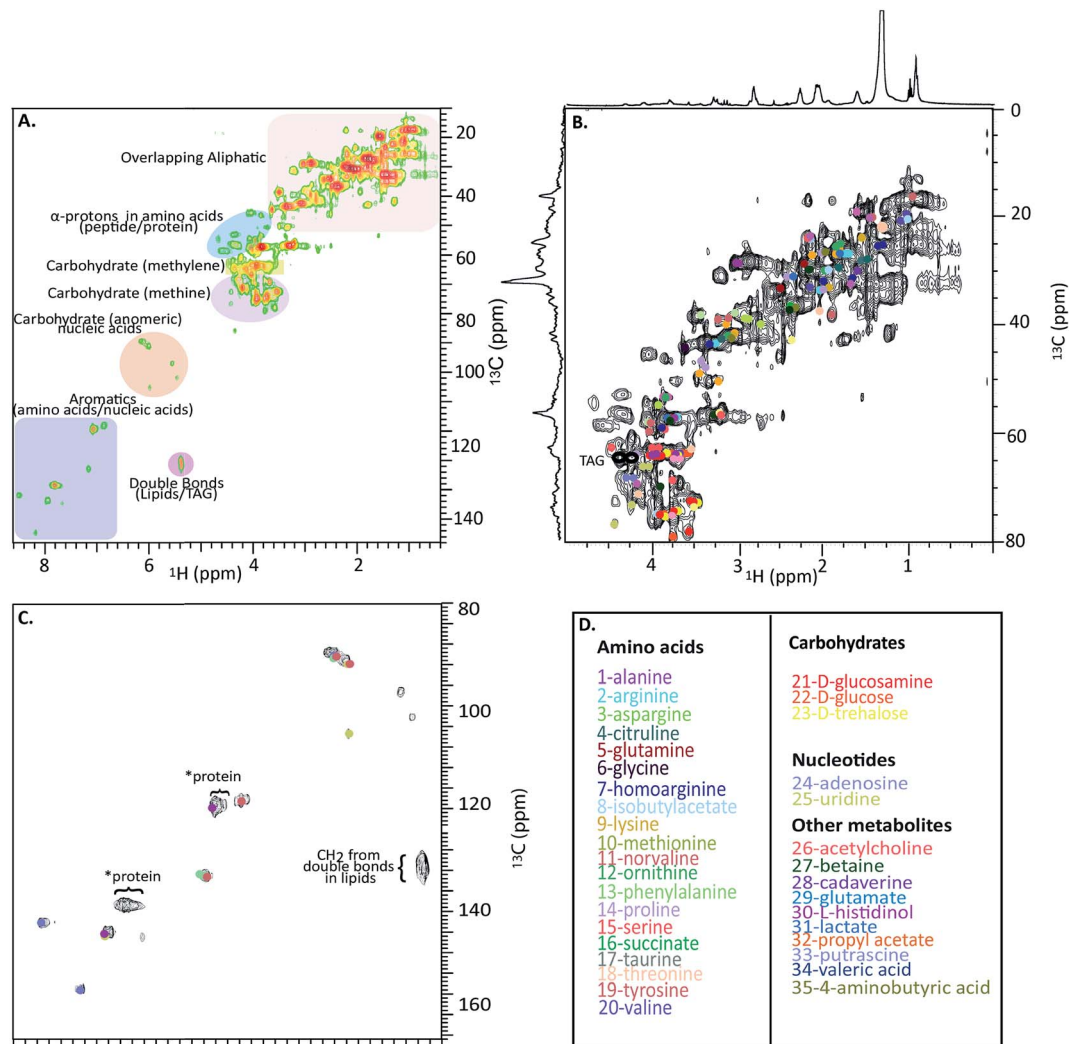 A.
Overlapping Aliphatic
α-protons in amino acids
(peptide/protein)
Carbohydrate (methylene)
Carbohydrate (methine)
Carbohydrate (anomeric)
nucleic acids
Aromatics
(amino acids/nucleic acids)
Double Bonds
(Lipids/TAG)
20
40
60
80
100
120
140
13C (ppm)
8
6
4
2
1H (ppm)
B.
TAG
0
20
40
60
80
13C (ppm)
4
3
2
1
1H (ppm)
C.
*protein
*protein
CH2 from
double bonds
in lipids
80
100
120
140
160
13C (ppm)
D.
Amino acids
1-alanine
2-arginine
3-aspargine
4-citruline
5-glutamine
6-glycine
7-homoarginine
8-isobutylacetate
9-lysine
10-methionine
11-norvaline
12-ornithine
13-phenylalanine
14-proline
15-serine
16-succinate
17-taurine
18-threonine
19-tyrosine
20-valine
Carbohydrates
21-D-glucosamine
22-D-glucose
23-D-trehalose
Nucleotides
24-adenosine
25-uridine
Other metabolites
26-acetylcholine
27-betaine
28-cadaverine
29-glutamate
30-L-histidinol
31-lactate
32-propyl acetate
33-putrascine
34-valeric acid
35-4-aminobutyric acid